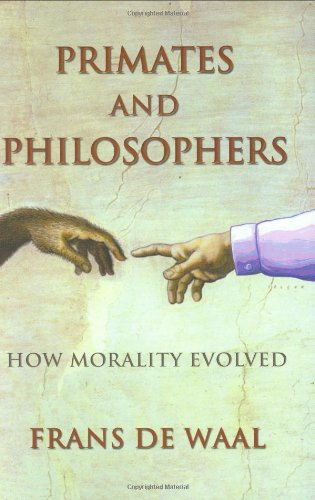 PRIMATES
AND
PHILOSOPHERS
HOW MORALITY EVOLVED
FRANS DE WAAL